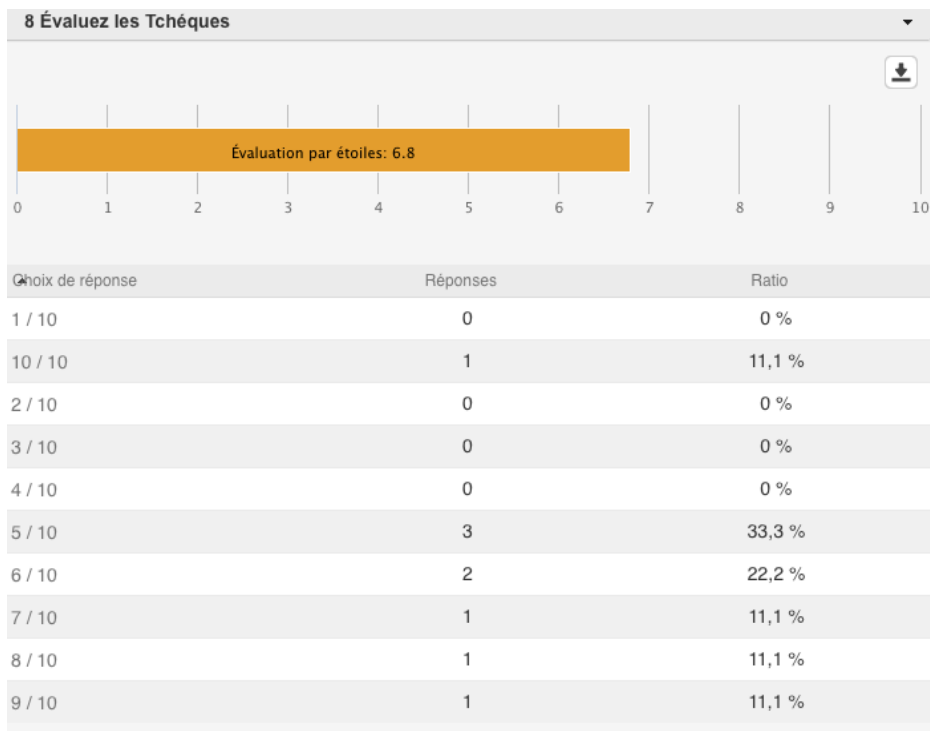 8 Évaluez les Tchéques
Évaluation par étoiles: 6.8
0 1 2 3 4 5 6 7 8 9 10
Choix de réponse Réponses Ratio
1 / 10 0 0 %
10 / 10 1 11,1 %
2 / 10 0 0 %
3 / 10 0 0 %
4 / 10 0 0 %
5 / 10 3 33,3 %
6 / 10 2 22,2 %
7 / 10 1 11,1 %
8 / 10 1 11,1 %
9 / 10 1 11,1 %